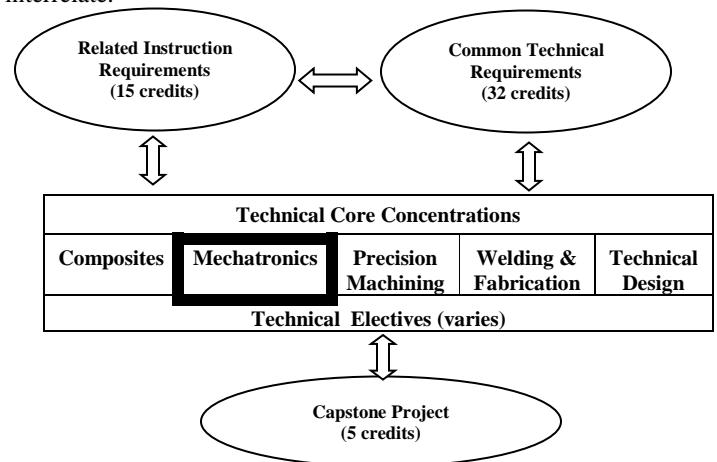 interrelate.
Related Instruction
Requirements
(15 credits)
Common Technical
Requirements
(32 credits)
Technical Core Concentrations
Composites
Mechatronics
Precision
Machining
Welding &
Fabrication
Technical
Design
Technical Electives (varies)
Capstone Project
(5 credits)